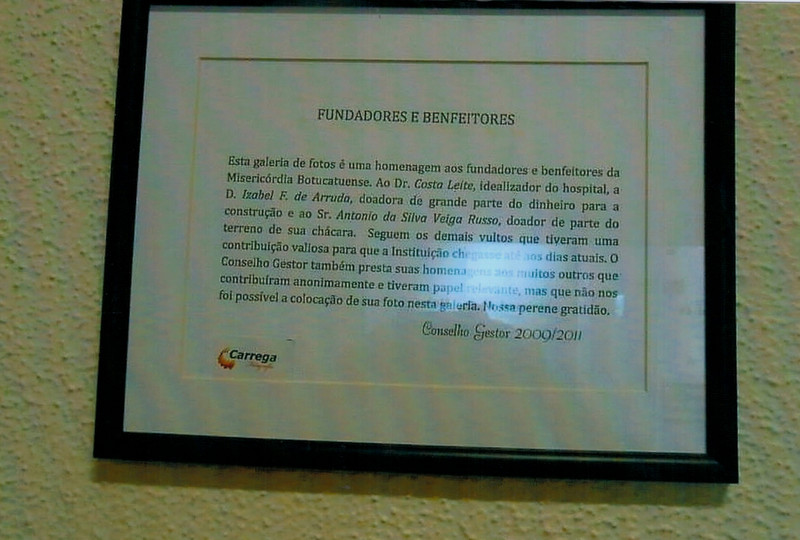 FUNDADORES E BENFEITORES
Esta galeria de fotos é uma homenagem aos fundadores e benfeitores da
Misericórdia Botucatuense. Ao Dr. Costa Leite, idealizador do hospital, a
D. Izabel F. de Arruda, doadora de grande parte do dinheiro para a
construção e ao Sr. Antonio da Silva Veiga Russo, doador de parte do
terreno de sua chácara. Seguem os demais vultos que tiveram uma
contribuição valiosa para que a Instituição chegasse até aos dias atuais. O
Conselho Gestor também presta suas homenagens aos muitos outros que
contribuíram anonimamente e tiveram papel relevante, mas que não nos
foi possível a colocação de sua foto nesta galeria. Nossa perene gratidão.
Conselho Gestor 2009/2011
Carrega